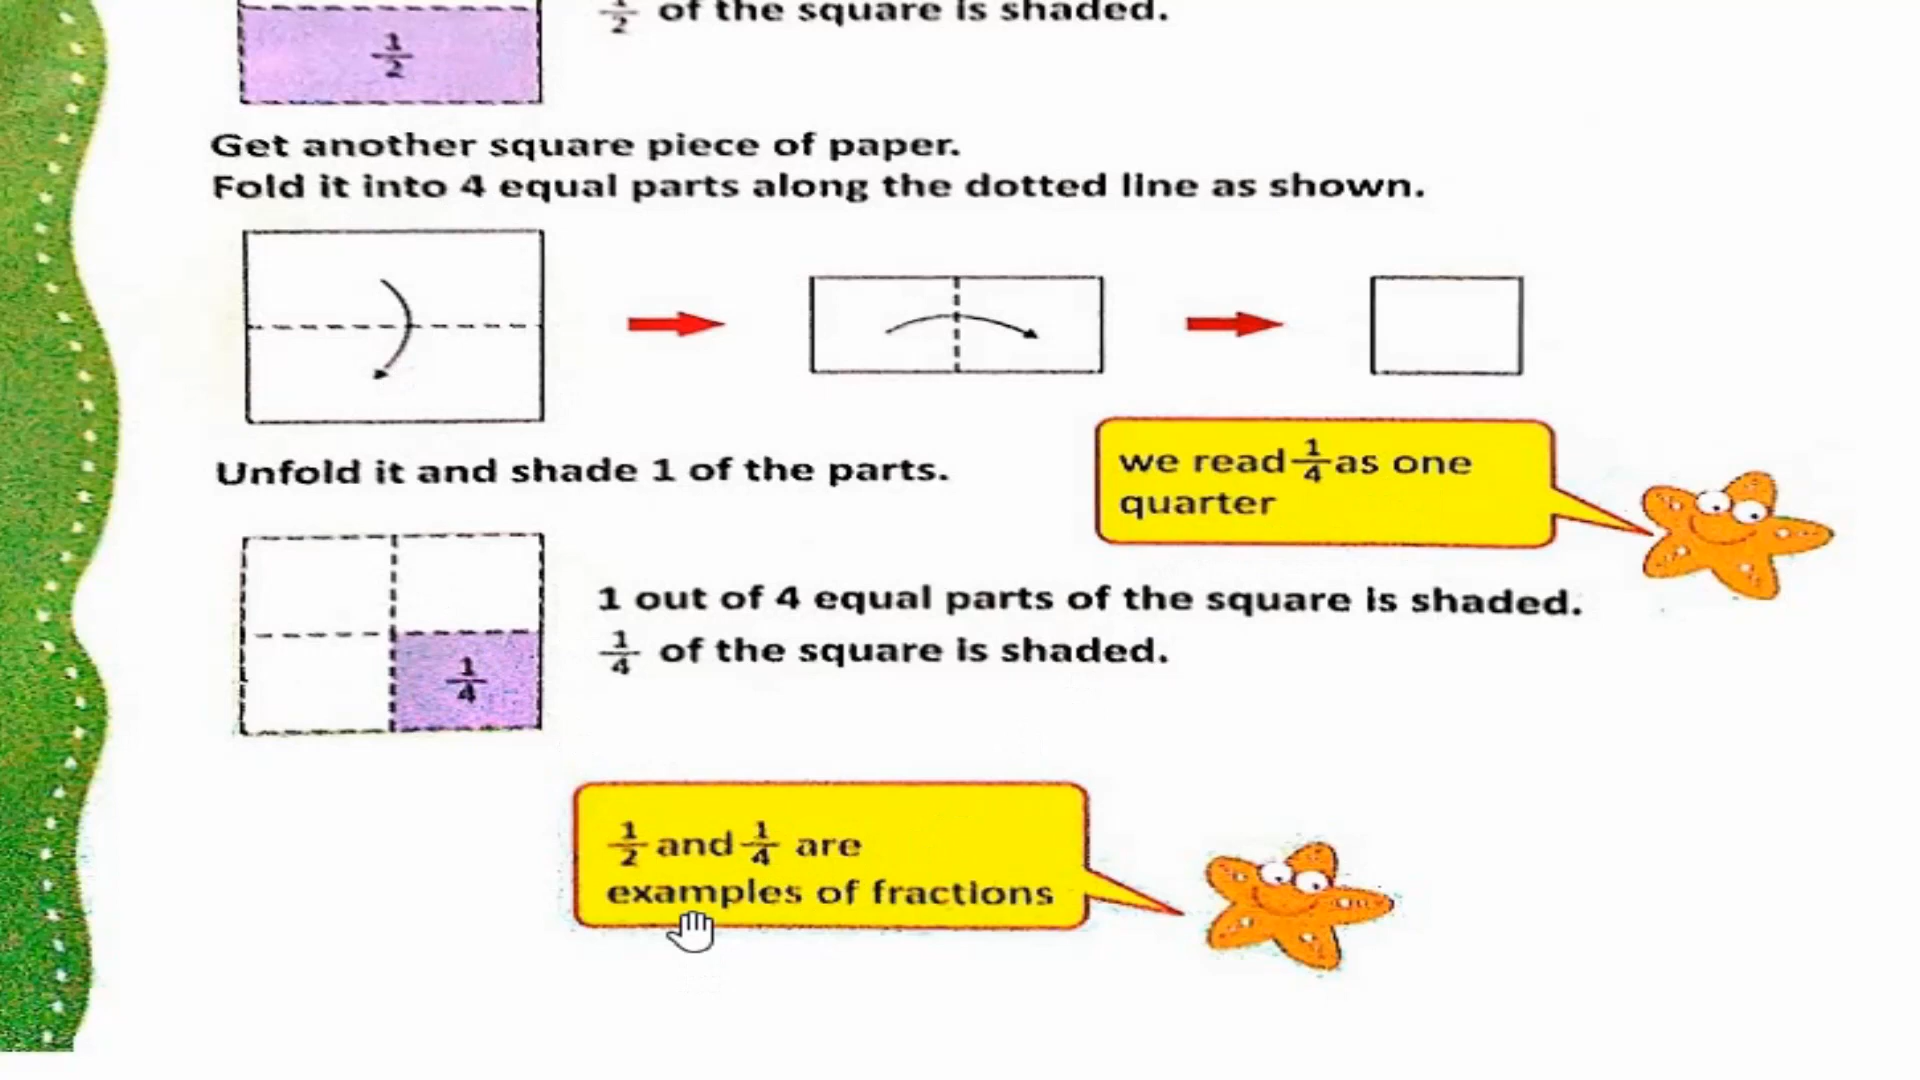 1/2 of the square is shaded.
1/2
Get another square piece of paper.
Fold it into 4 equal parts along the dotted line as shown.
we read 1/4 as one
quarter
Unfold it and shade 1 of the parts.
1 out of 4 equal parts of the square is shaded.
1/4 of the square is shaded.
1/4
1/2 and 1/4 are
examples of fractions